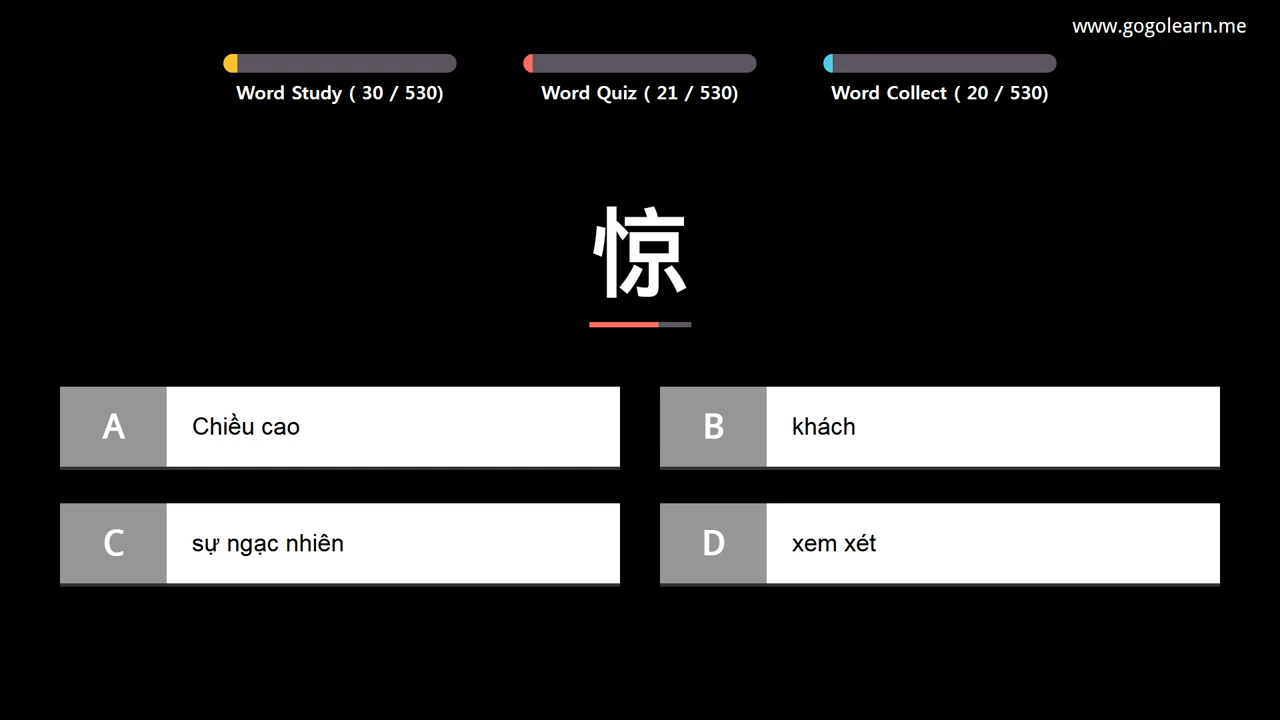 www.gogolearn.me
Word Study ( 30 / 530)
Word Quiz ( 21 / 530)
Word Collect ( 20 / 530)
惊
A Chiều cao
B khách
C sự ngạc nhiên
D xem xét